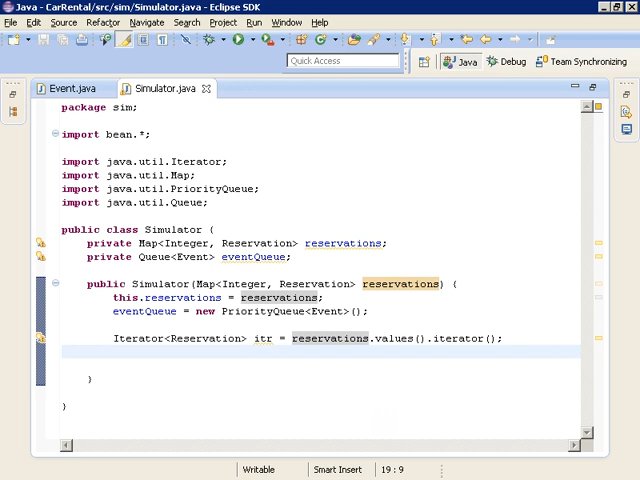 Java - CarRental/src/sim/Simulator.java - Eclipse SDK
File Edit Source Refactor Navigate Search Project Run Window Help
Quick Access Java Debug Team Synchronizing
Event.java Simulator.java
package sim;
import bean.*;
import java.util.Iterator;
import java.util.Map;
import java.util.PriorityQueue;
import java.util.Queue;
public class Simulator {
private Map<Integer, Reservation> reservations;
private Queue<Event> eventQueue;
public Simulator(Map<Integer, Reservation> reservations) {
this.reservations = reservations;
eventQueue = new PriorityQueue<Event>();
Iterator<Reservation> itr = reservations.values().iterator();
}
}
Writable Smart Insert 19 : 9